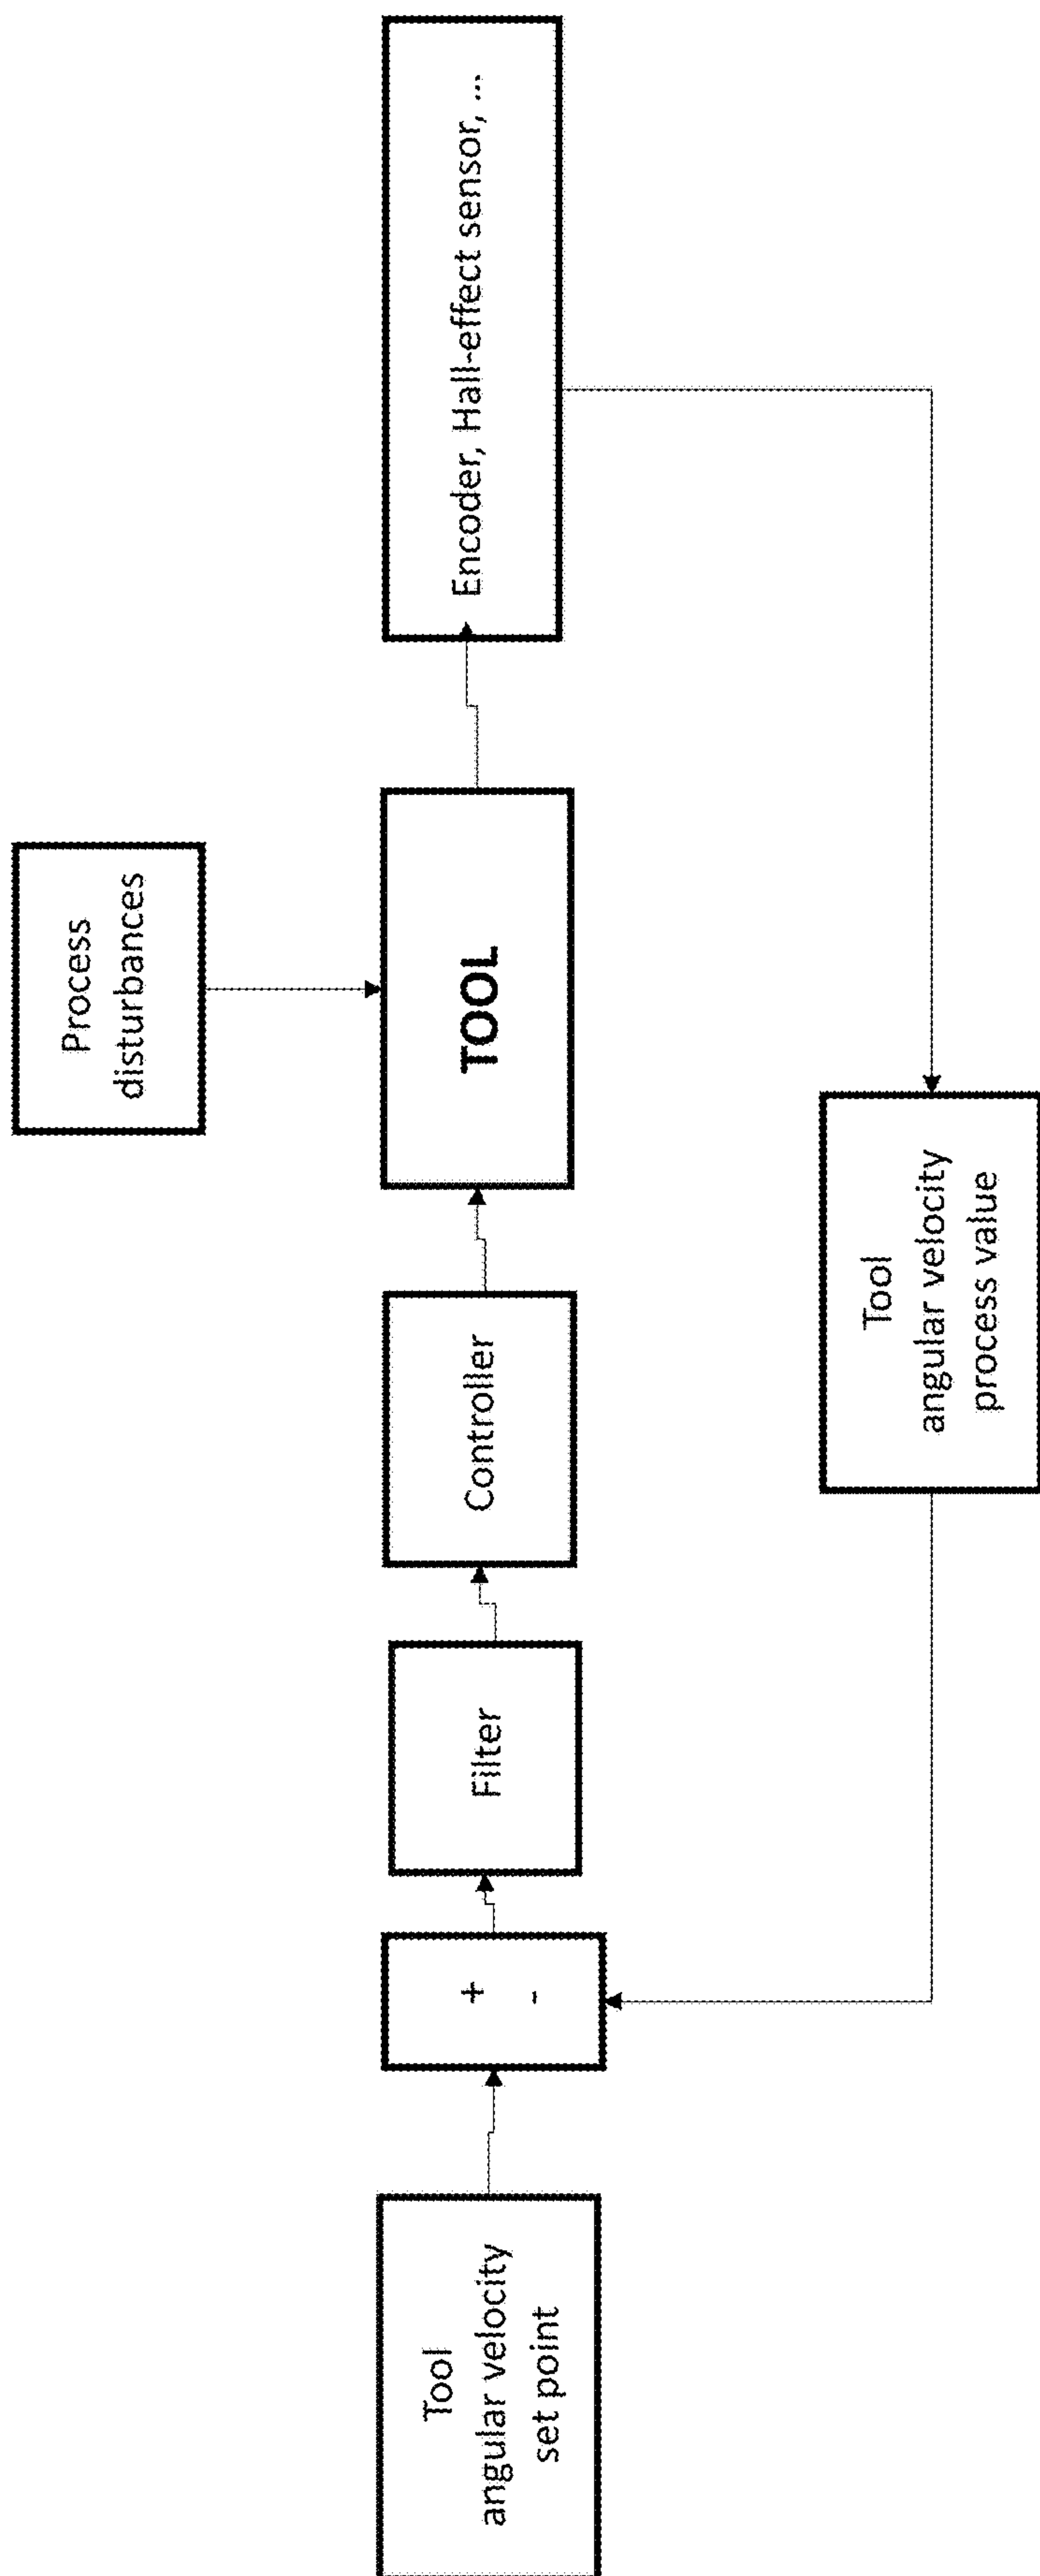 Process
disturbances
Tool
angular velocity
set point
+
-
Filter
Controller
TOOL
Encoder, Hall-effect sensor, ...
Tool
angular velocity
process value